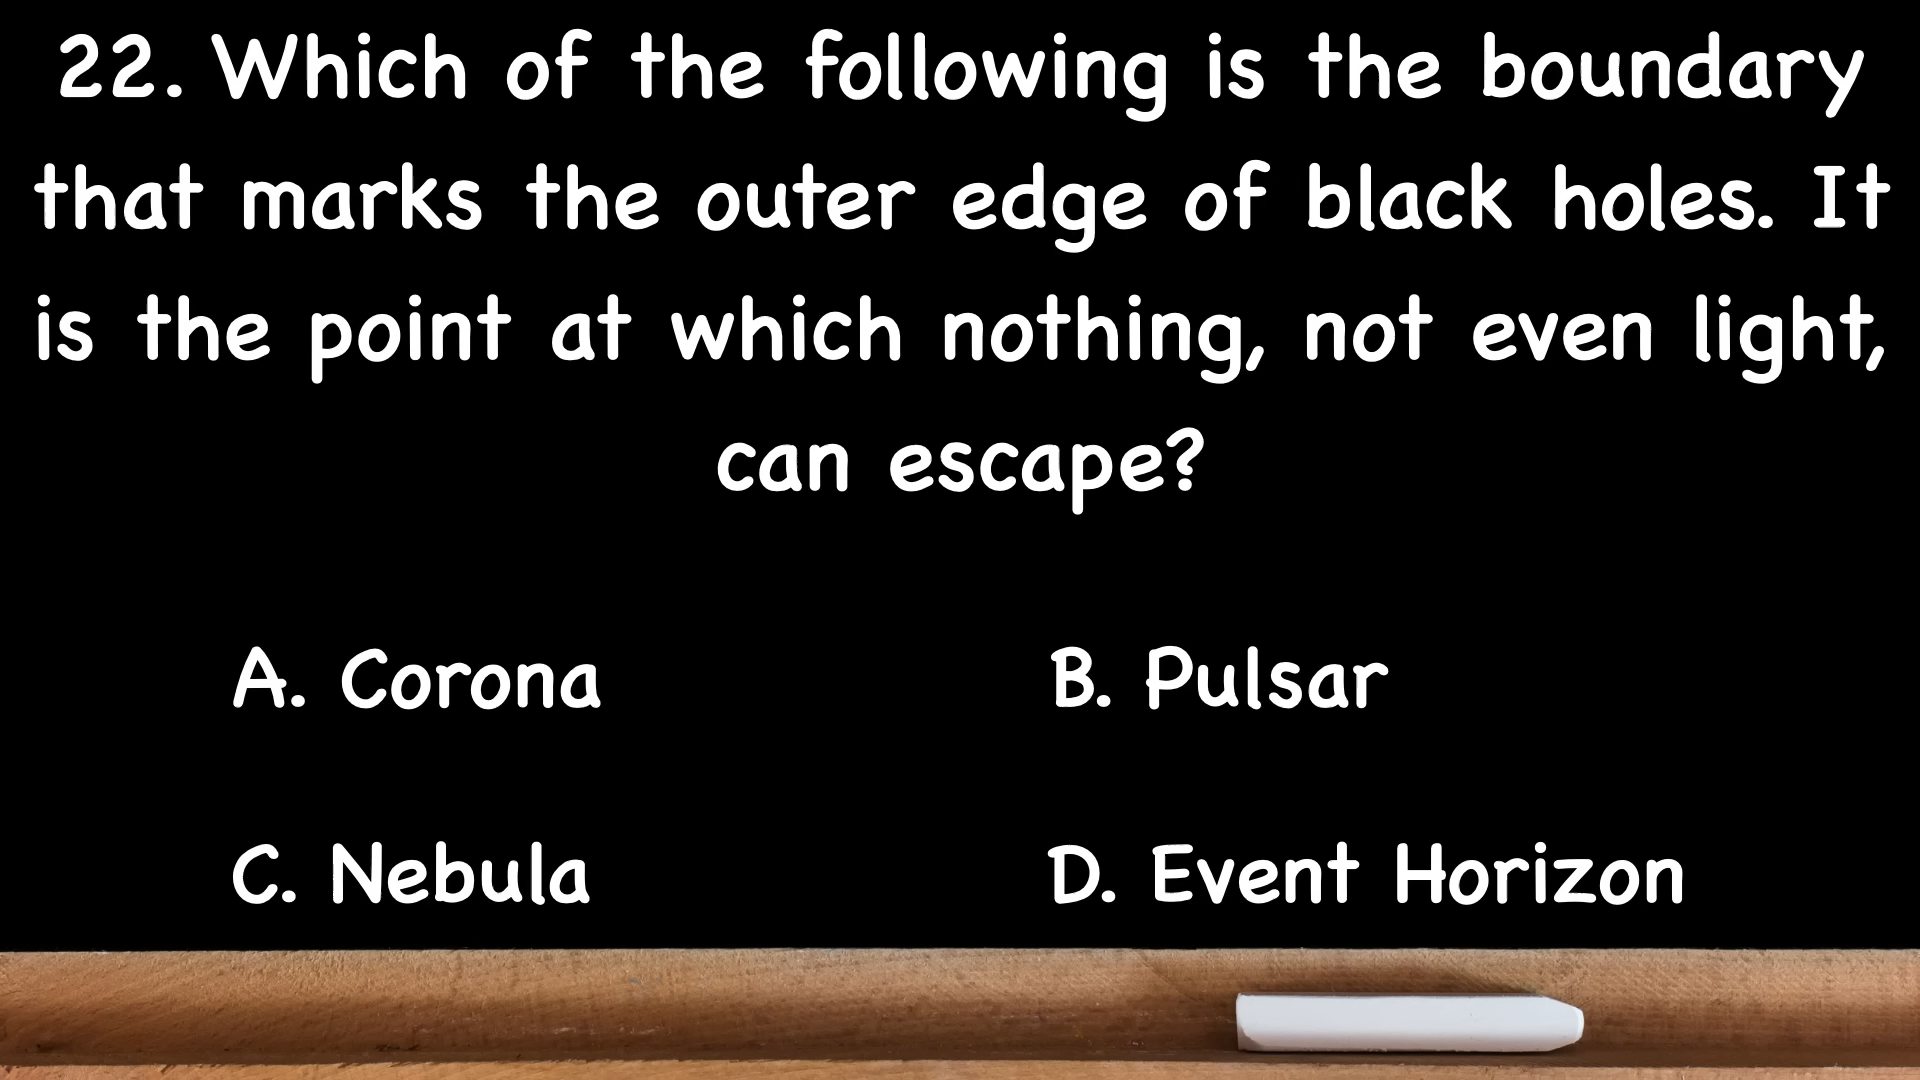 22. Which of the following is the boundary
that marks the outer edge of black holes. It
is the point at which nothing, not even light,
can escape?
A. Corona
B. Pulsar
C. Nebula
D. Event Horizon